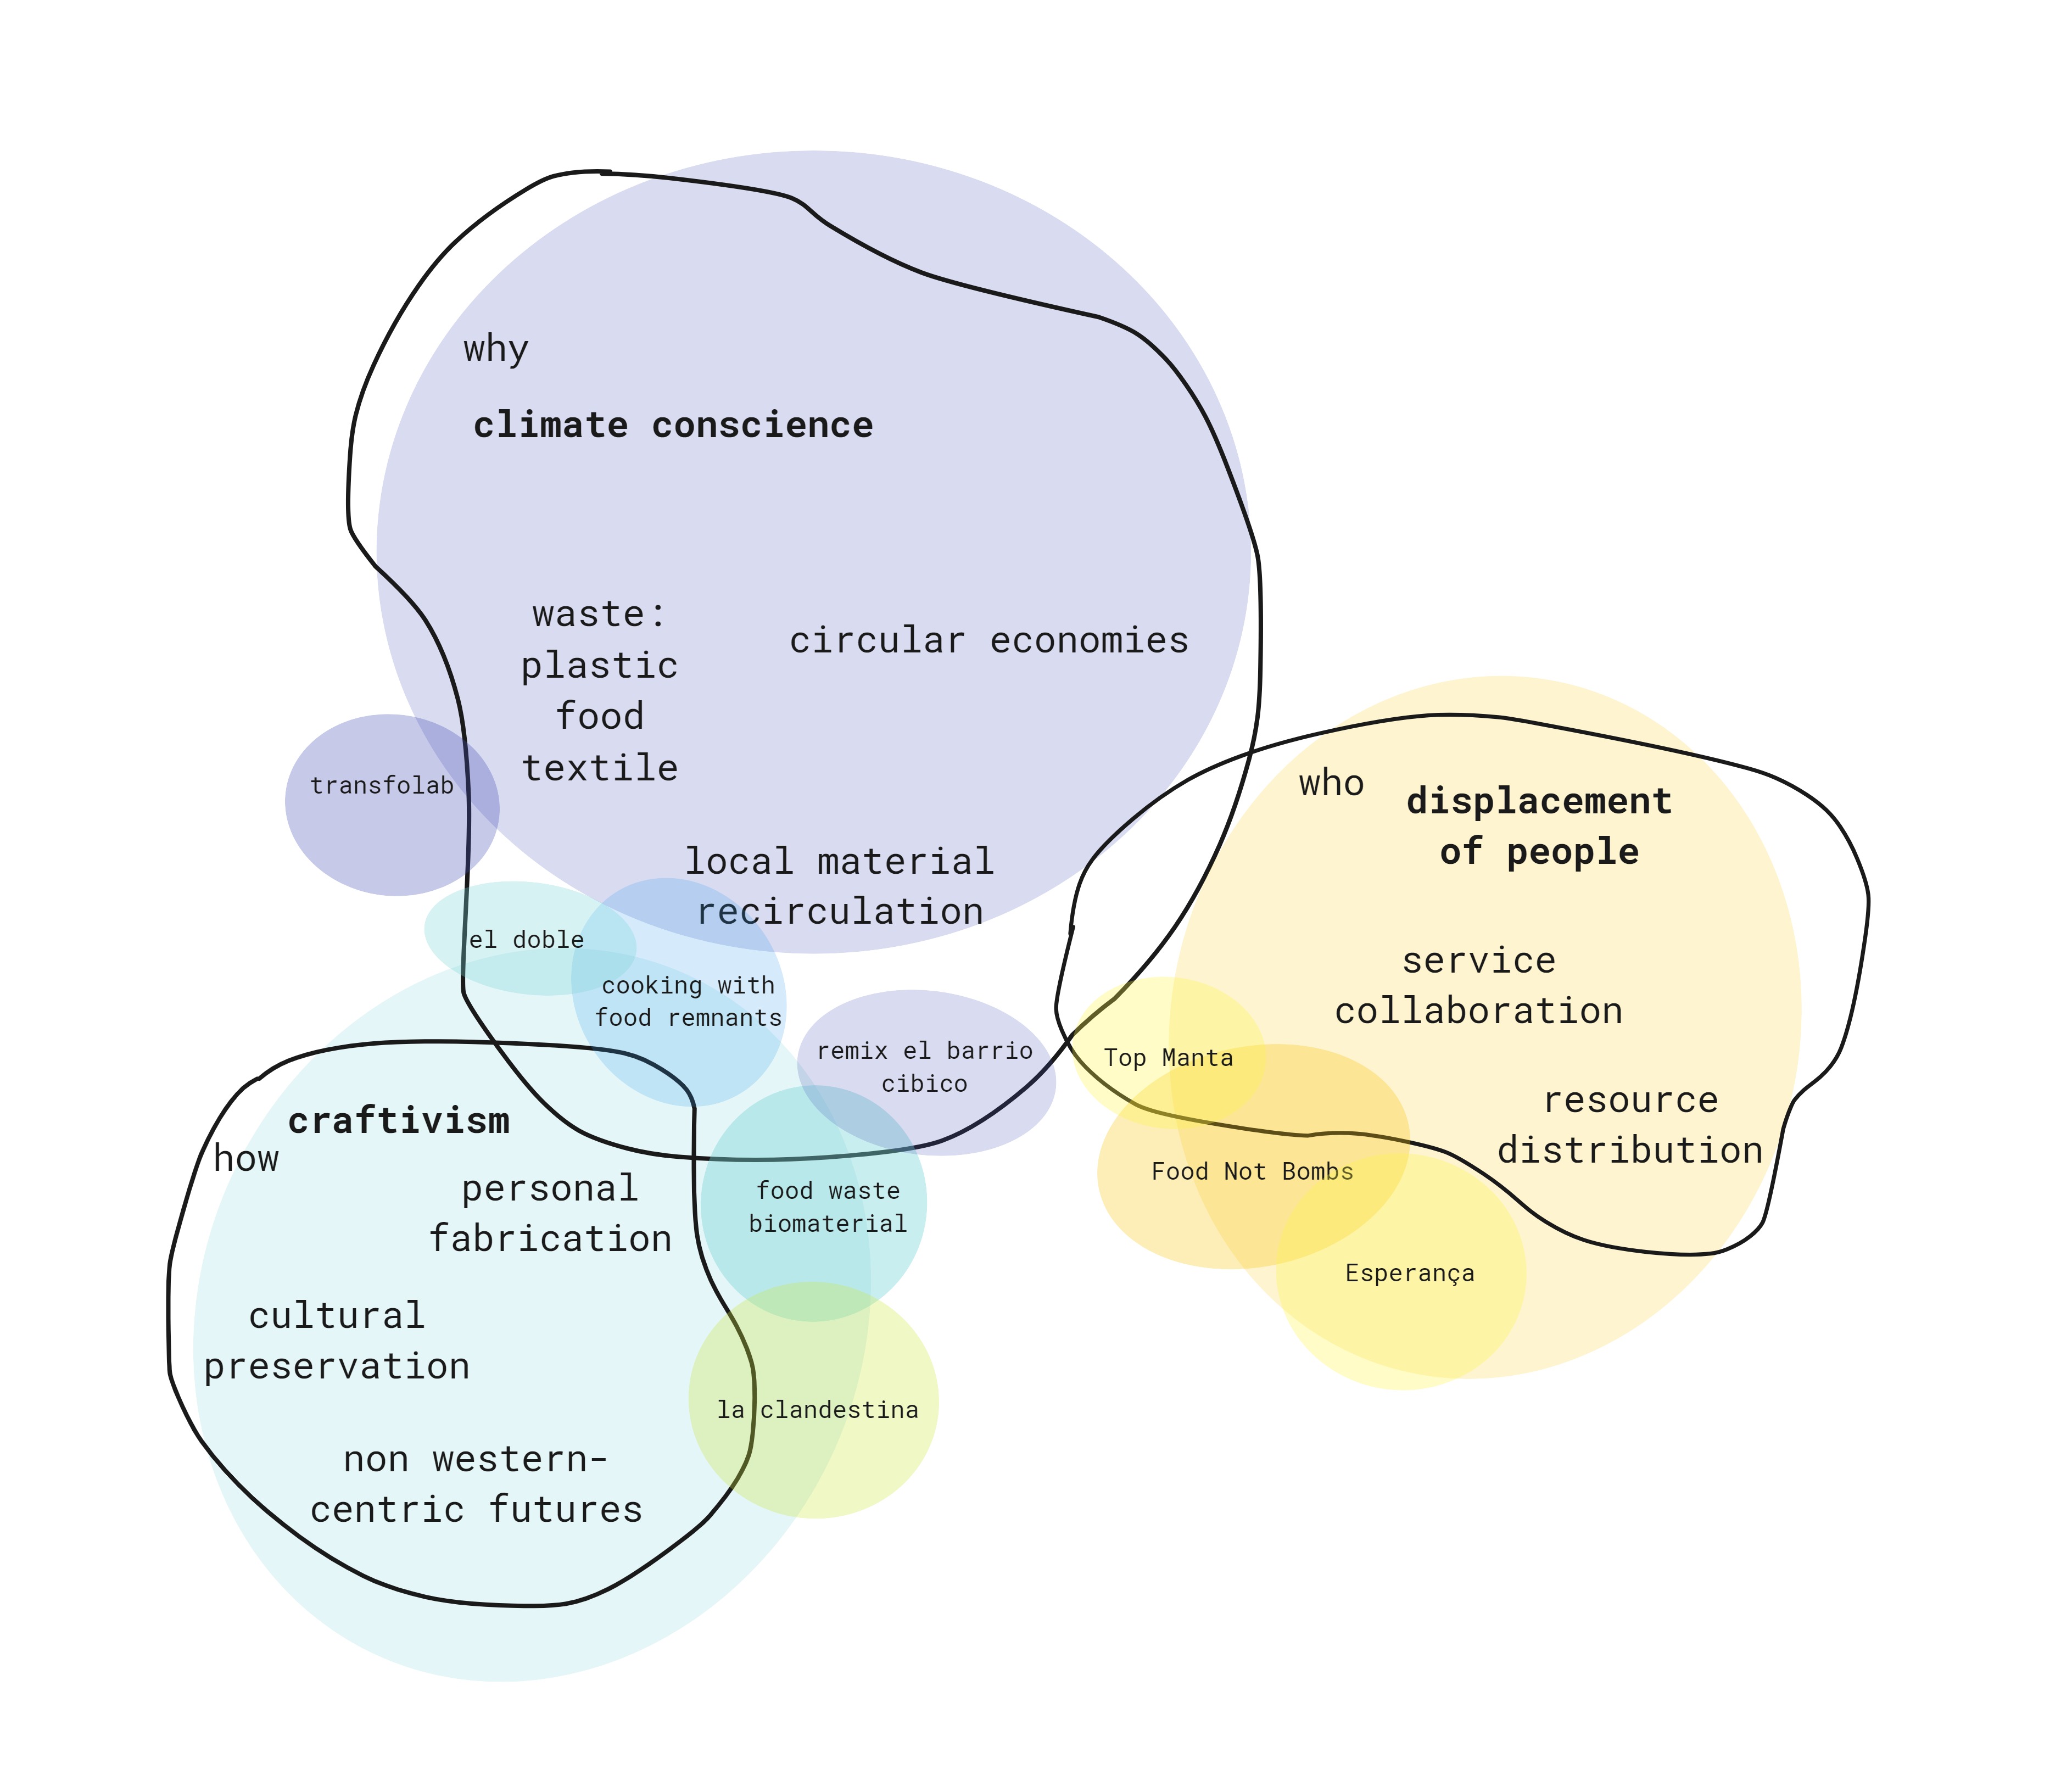 why
climate conscience
waste:
plastic
food
textile
circular economies
local material
recirculation
transfolab
el doble
cooking with
food remnants
remix el barrio
cibico
who
displacement
of people
service
collaboration
resource
distribution
Top Manta
Food Not Bombs
Esperança
craftivism
how
personal
fabrication
cultural
preservation
non western-
centric futures
food waste
biomaterial
la clandestina